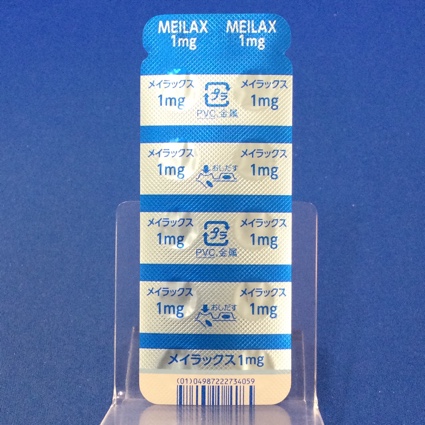 MEILAX MEILAX
1mg 1mg
メイラックス メイラックス
1mg プラ 1mg
PVC,金属
メイラックス メイラックス
1mg おしだす 1mg
メイラックス メイラックス
1mg プラ 1mg
PVC,金属
メイラックス メイラックス
1mg おしだす 1mg
メイラックス1mg
(01)04987222734059